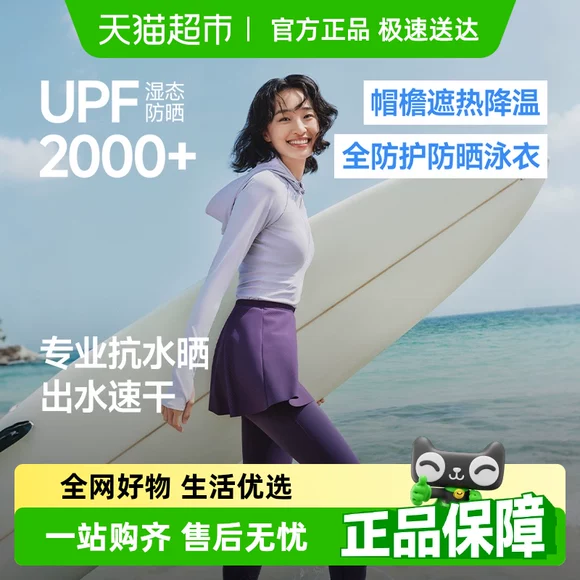 天猫超市 官方正品 极速送达
UPF 湿态防晒
2000+
帽檐遮热降温
全防护防晒泳衣
专业抗水晒
出水速干
全网好物 生活优选
一站购齐 售后无忧
正品保障